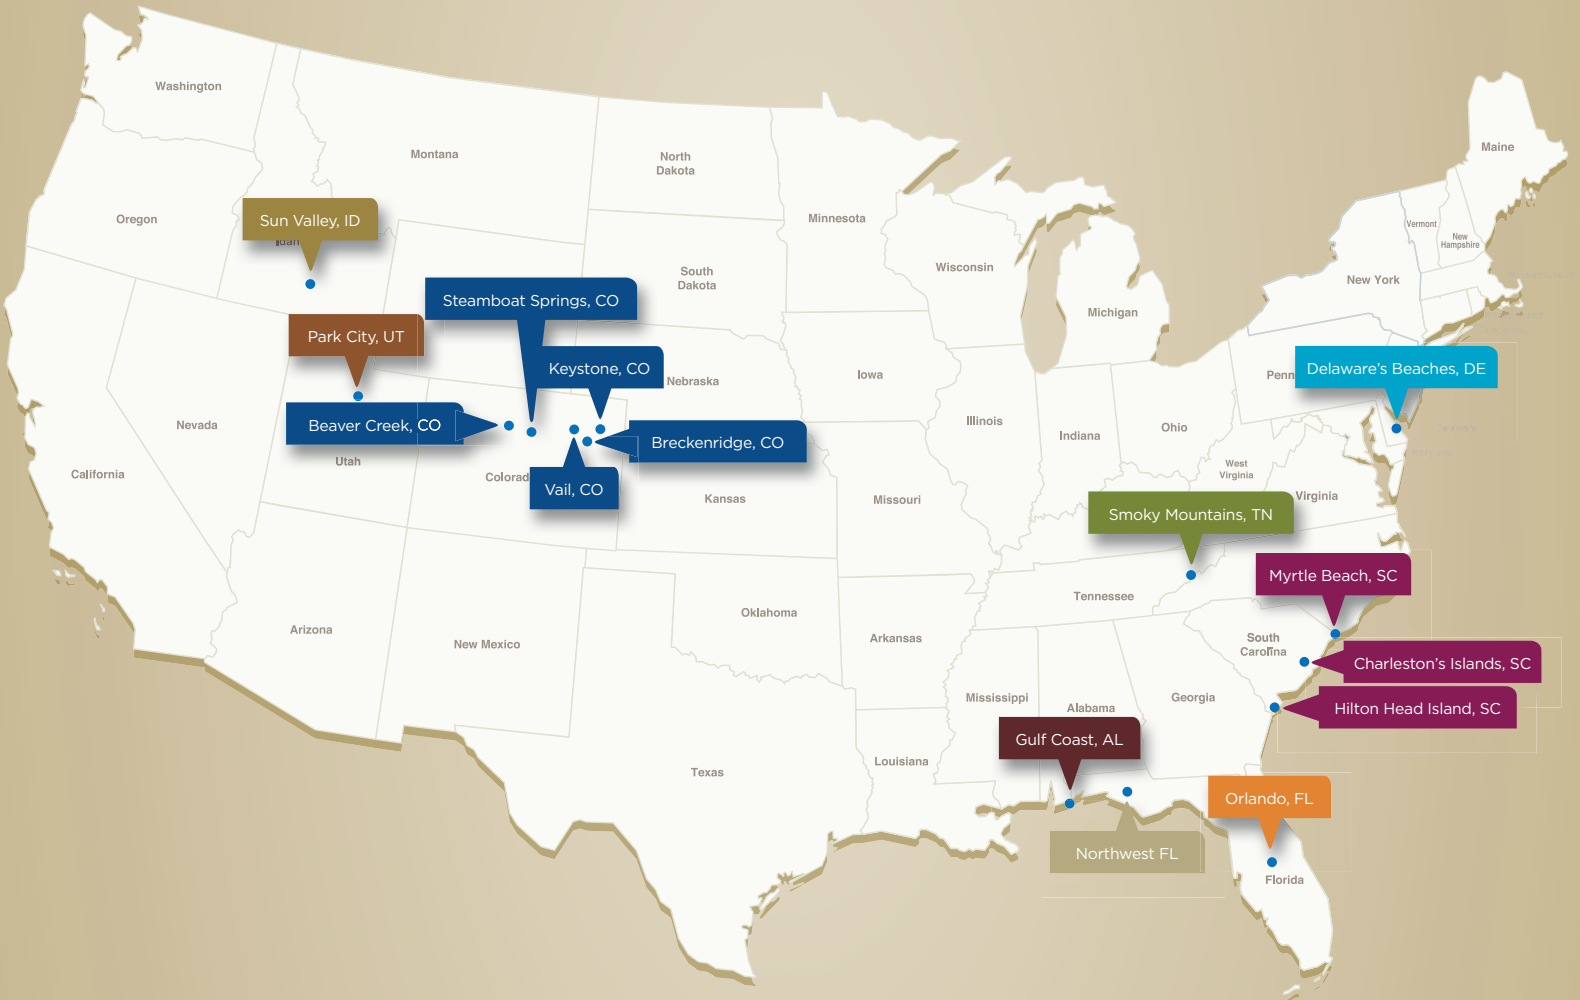 Washington
Montana
North
Dakota
Minnesota
Maine
Oregon
Sun Valley, ID
Vermont
New
Hampshire
Wisconsin
South
Dakota
New York
Steamboat Springs, CO
Michigan
Park City, UT
Keystone, CO
Nebraska
Iowa
Penn
Delaware's Beaches, DE
Nevada
Beaver Creek, CO
Breckenridge, CO
Illinois
Indiana
Ohio
Utah
California
Colorad
Vail, CO
Kansas
Missouri
West
Virginia
Virginia
Smoky Mountains, TN
Myrtle Beach, SC
Tennessee
Oklahoma
Arizona
New Mexico
Arkansas
South
Carolina
Charleston's Islands, SC
Mississippi
Alabama
Georgia
Hilton Head Island, SC
Gulf Coast, AL
Louisiana
Texas
Orlando, FL
Northwest FL
Florida